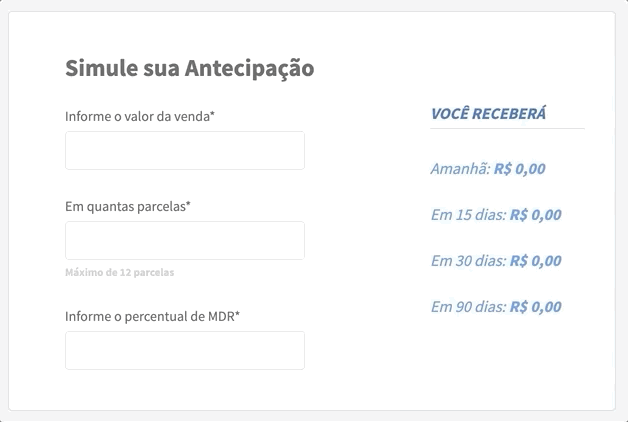 Simule sua Antecipação
Informe o valor da venda*
Em quantas parcelas*
Máximo de 12 parcelas
Informe o percentual de MDR*
VOCÊ RECEBERÁ
Amanhã: R$ 0,00
Em 15 dias: R$ 0,00
Em 30 dias: R$ 0,00
Em 90 dias: R$ 0,00